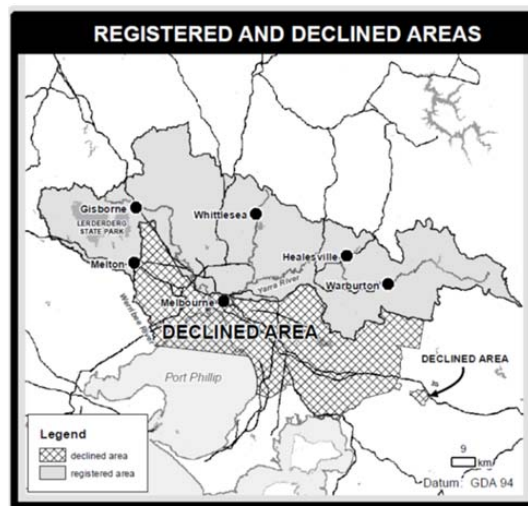 REGISTERED AND DECLINED AREAS
Gisborne
LERDERDERG
STATE PARK
Whittlesea
Healesville
Melton
Warburton
Yarra River
Melbourne
Werribee River
DECLINED AREA
DECLINED AREA
Port Phillip
Legend
declined area
registered area
9
km
Datum: GDA 94